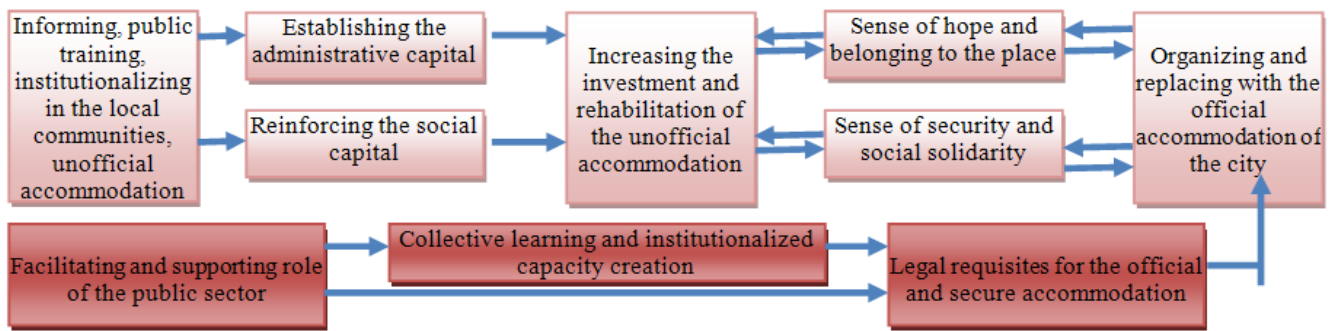 Informing, public
training,
institutionalizing
in the local
communities,
unofficial
accommodation
Establishing the
administrative capital
Reinforcing the social
capital
Increasing the
investment and
rehabilitation of
the unofficial
accommodation
Sense of hope and
belonging to the place
Sense of security and
social solidarity
Organizing and
replacing with the
official
accommodation of
the city
Facilitating and supporting role
of the public sector
Collective learning and institutionalized
capacity creation
Legal requisites for the official
and secure accommodation